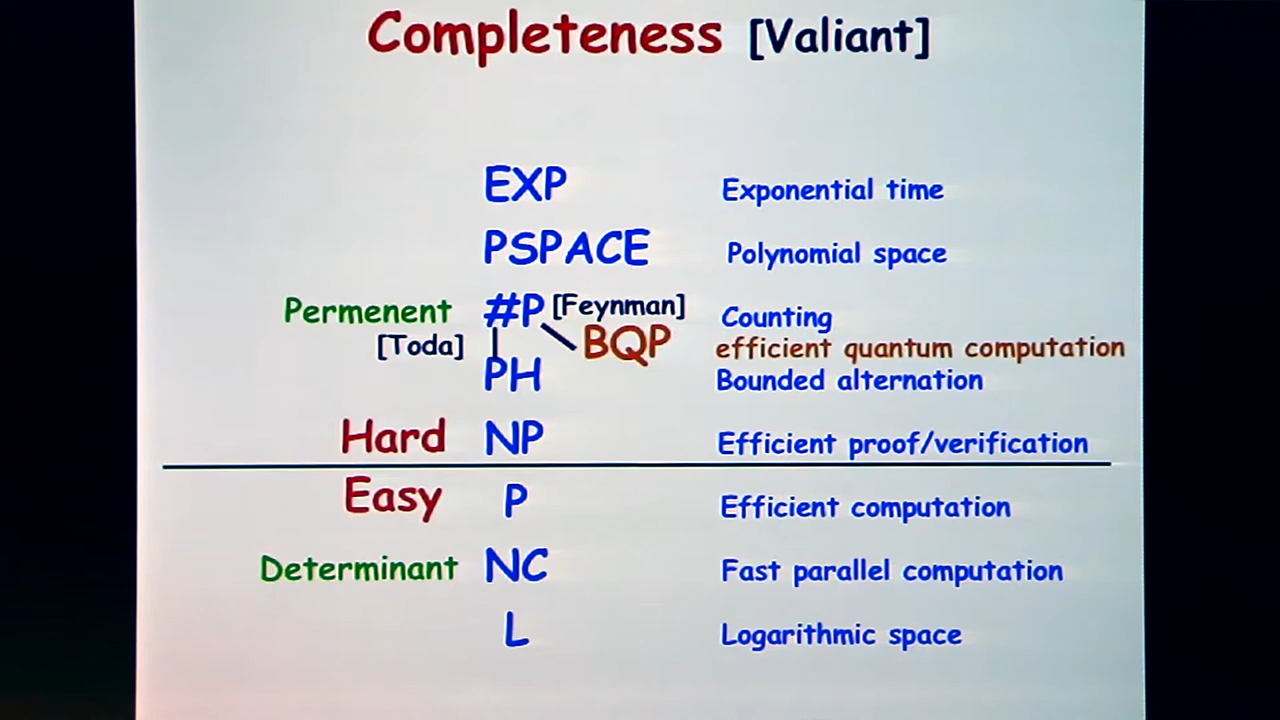 Completeness [Valiant]
EXP Exponential time
PSPACE Polynomial space
Permenent #P [Feynman] Counting
[Toda] BQP efficient quantum computation
PH Bounded alternation
Hard NP Efficient proof/verification
Easy P Efficient computation
Determinant NC Fast parallel computation
L Logarithmic space